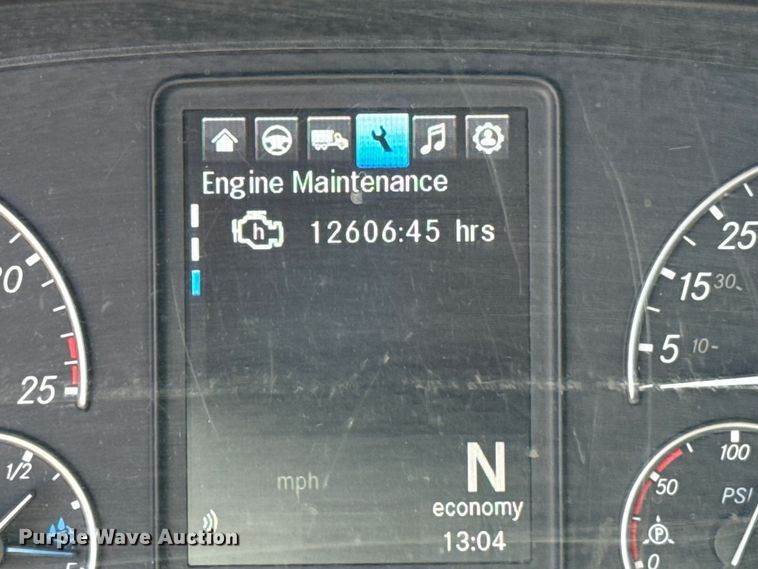 Engine Maintenance
h 12606:45 hrs
25
15 30
20
5 10
25
mph
N
economy
13:04
1/2
100
50
PSI
P
0
Purple Wave Auction